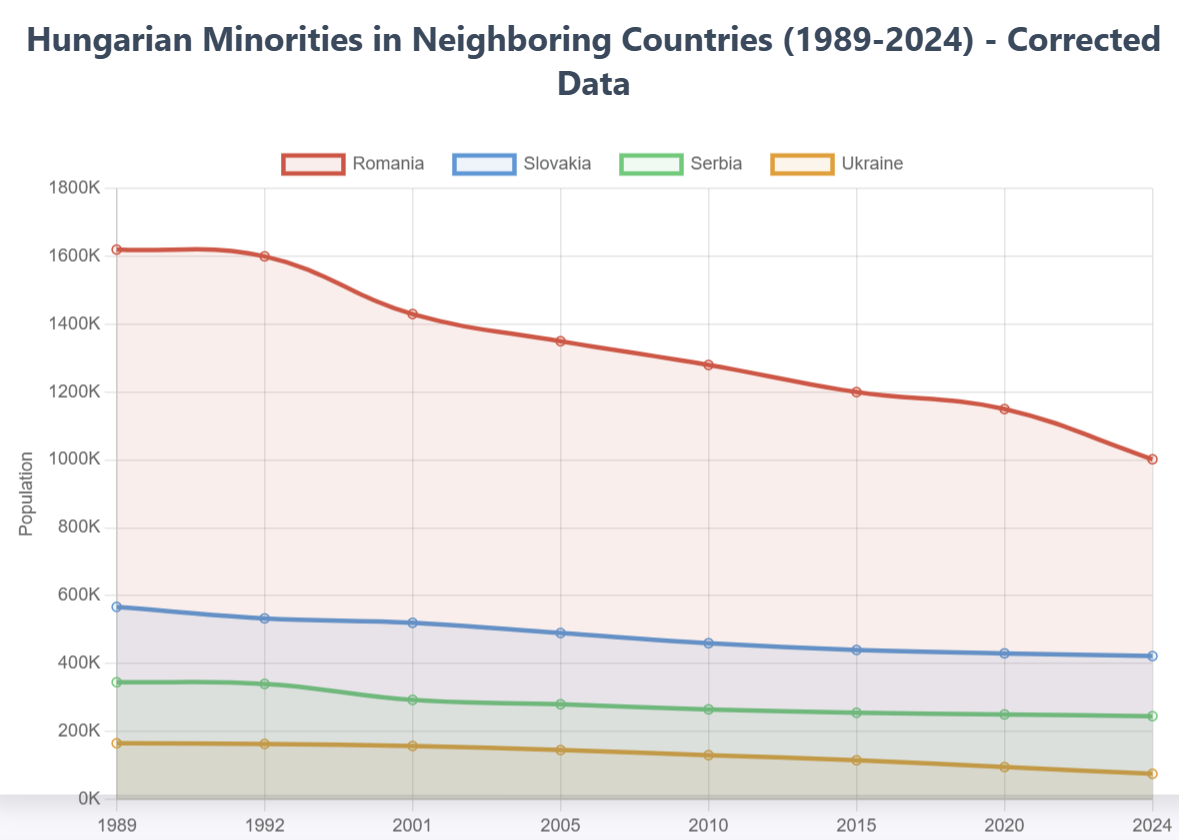 Hungarian Minorities in Neighboring Countries (1989-2024) - Corrected
Data
Romania
Slovakia
Serbia
Ukraine
1800K
1600K
1400K
1200K
1000K
800K
600K
400K
200K
0K
Population
1989
1992
2001
2005
2010
2015
2020
2024